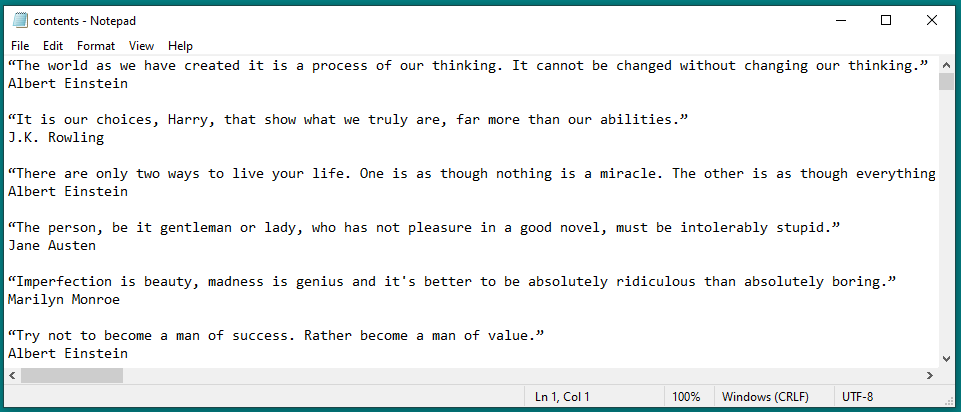 contents - Notepad
File Edit Format View Help
“The world as we have created it is a process of our thinking. It cannot be changed without changing our thinking.”
Albert Einstein
“It is our choices, Harry, that show what we truly are, far more than our abilities.”
J.K. Rowling
“There are only two ways to live your life. One is as though nothing is a miracle. The other is as though everything
Albert Einstein
“The person, be it gentleman or lady, who has not pleasure in a good novel, must be intolerably stupid.”
Jane Austen
“Imperfection is beauty, madness is genius and it's better to be absolutely ridiculous than absolutely boring.”
Marilyn Monroe
“Try not to become a man of success. Rather become a man of value.”
Albert Einstein
Ln 1, Col 1 100% Windows (CRLF) UTF-8